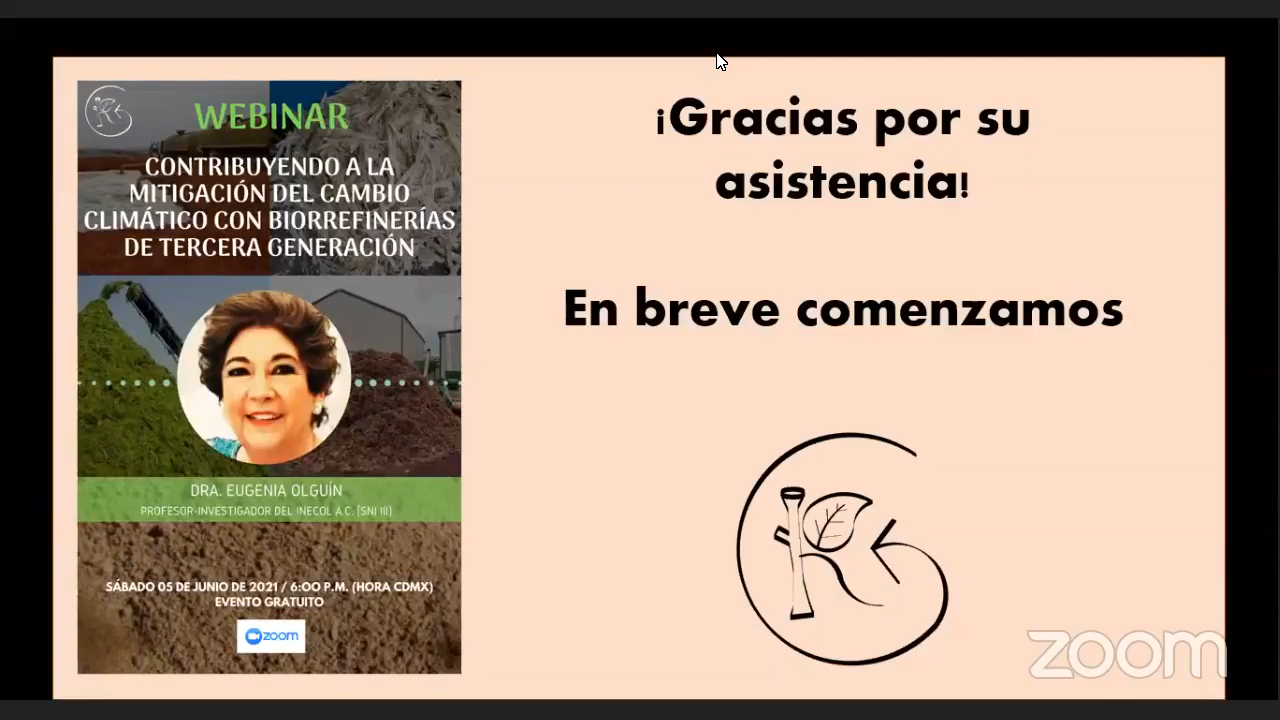 WEBINAR
CONTRIBUYENDO A LA
MITIGACIÓN DEL CAMBIO
CLIMÁTICO CON BIORREFINERÍAS
DE TERCERA GENERACIÓN
DRA. EUGENIA OLGUÍN
PROFESOR-INVESTIGADOR DEL INECOL A.C. (SNI III)
SÁBADO 05 DE JUNIO DE 2021 / 6:00 P.M. (HORA CDMX)
EVENTO GRATUITO
zoom
¡Gracias por su
asistencia!
En breve comenzamos
zoom